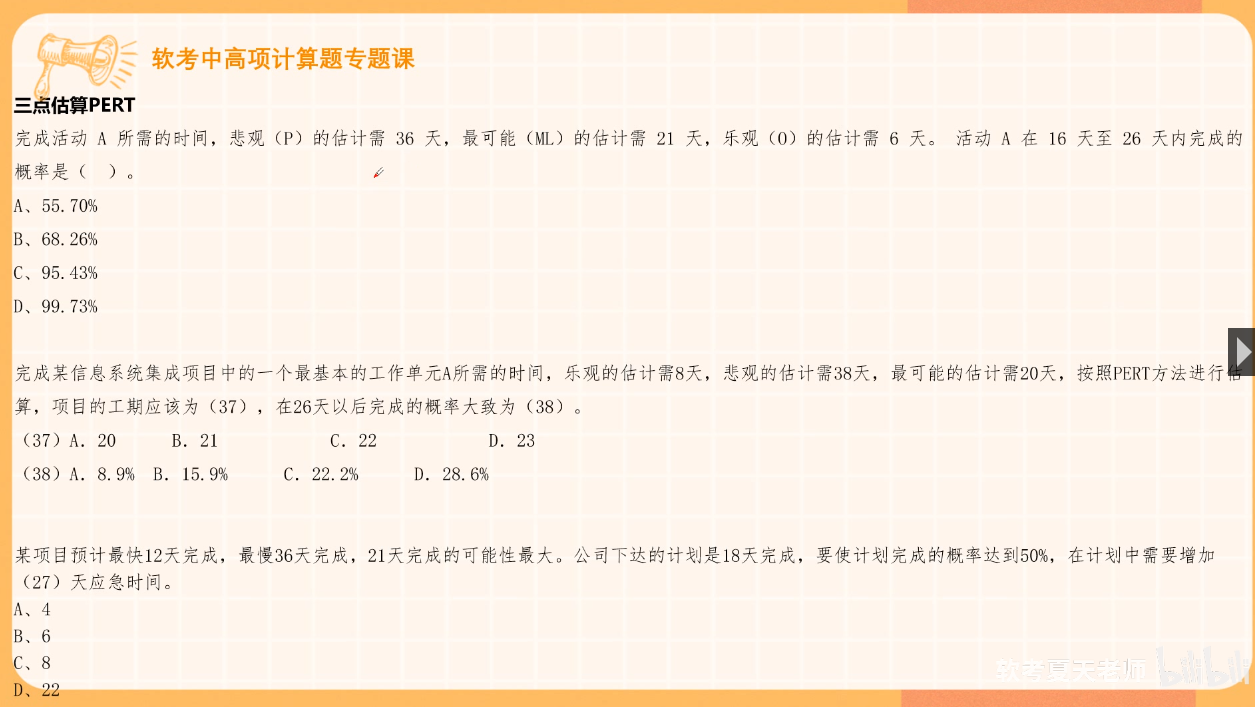 软考中高项计算题专题课
三点估算PERT
完成活动 A 所需的时间，悲观（P）的估计需 36 天，最可能（ML）的估计需 21 天，乐观（O）的估计需 6 天。 活动 A 在 16 天至 26 天内完成的
概率是（　）。
A、55.70%
B、68.26%
C、95.43%
D、99.73%
完成某信息系统集成项目中的一个最基本的工作单元A所需的时间，乐观的估计需8天，悲观的估计需38天，最可能的估计需20天，按照PERT方法进行估
算，项目的工期应该为（37），在26天以后完成的概率大致为（38）。
（37）A. 20 B. 21 C. 22 D. 23
（38）A. 8.9% B. 15.9% C. 22.2% D. 28.6%
某项目预计最快12天完成，最慢36天完成，21天完成的可能性最大。公司下达的计划是18天完成，要使计划完成的概率达到50%，在计划中需要增加
（27）天应急时间。
A、4
B、6
C、8
D、22
软考夏天老师 bilibili